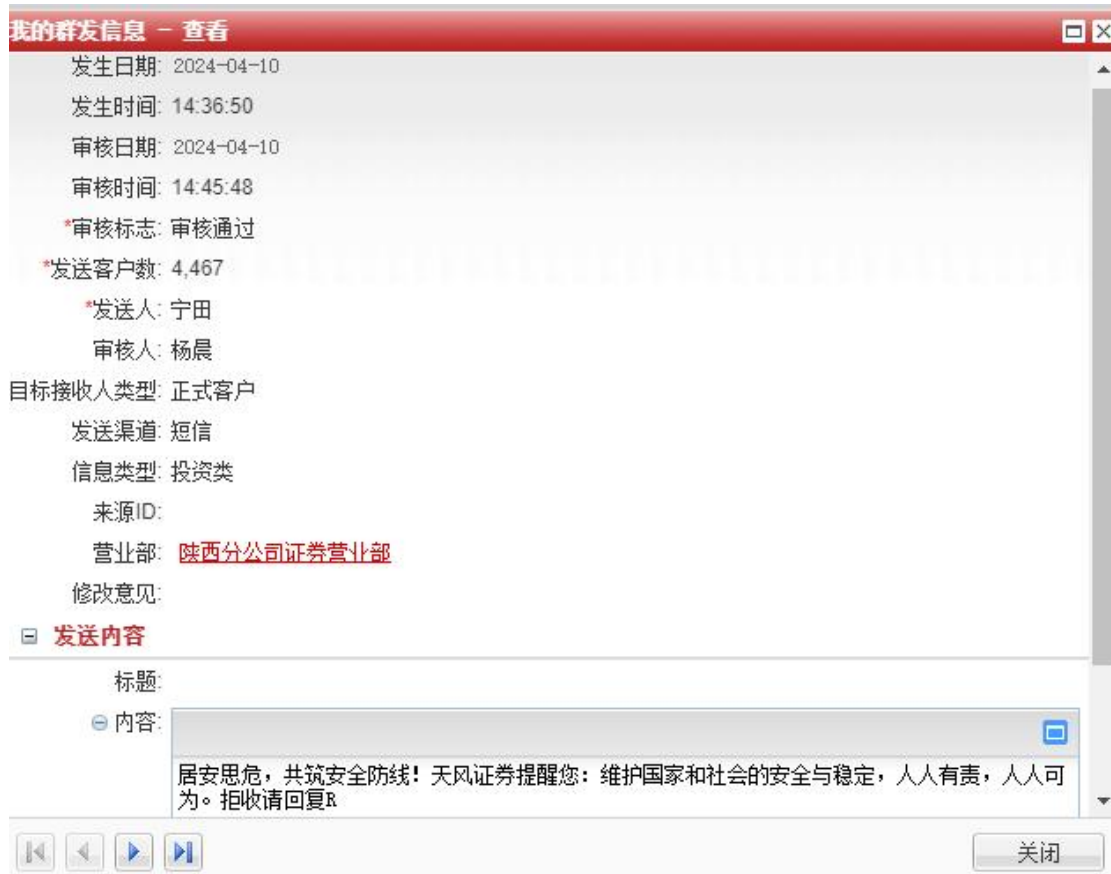 我的群发信息 - 查看
发生日期: 2024-04-10
发生时间: 14:36:50
审核日期: 2024-04-10
审核时间: 14:45:48
*审核标志: 审核通过
*发送客户数: 4,467
*发送人: 宁田
审核人: 杨晨
目标接收人类型: 正式客户
发送渠道: 短信
信息类型: 投资类
来源ID:
营业部: 陕西分公司证券营业部
修改意见:
发送内容
标题:
内容:
居安思危，共筑安全防线！天风证券提醒您：维护国家和社会的安全与稳定，人人有责，人人可
为。拒收请回复R
关闭